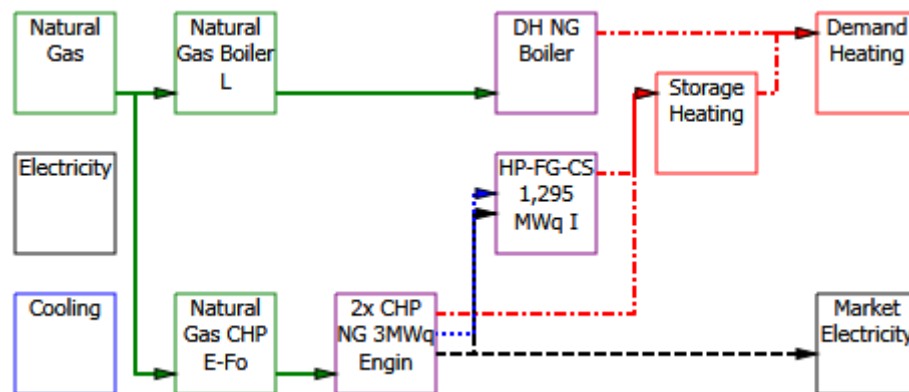 Natural
Gas
Natural
Gas Boiler
L
DH NG
Boiler
Demand
Heating
Storage
Heating
Electricity
HP-FG-CS
1,295
MWq I
Cooling
Natural
Gas CHP
E-Fo
2x CHP
NG 3MWq
Engin
Market
Electricity